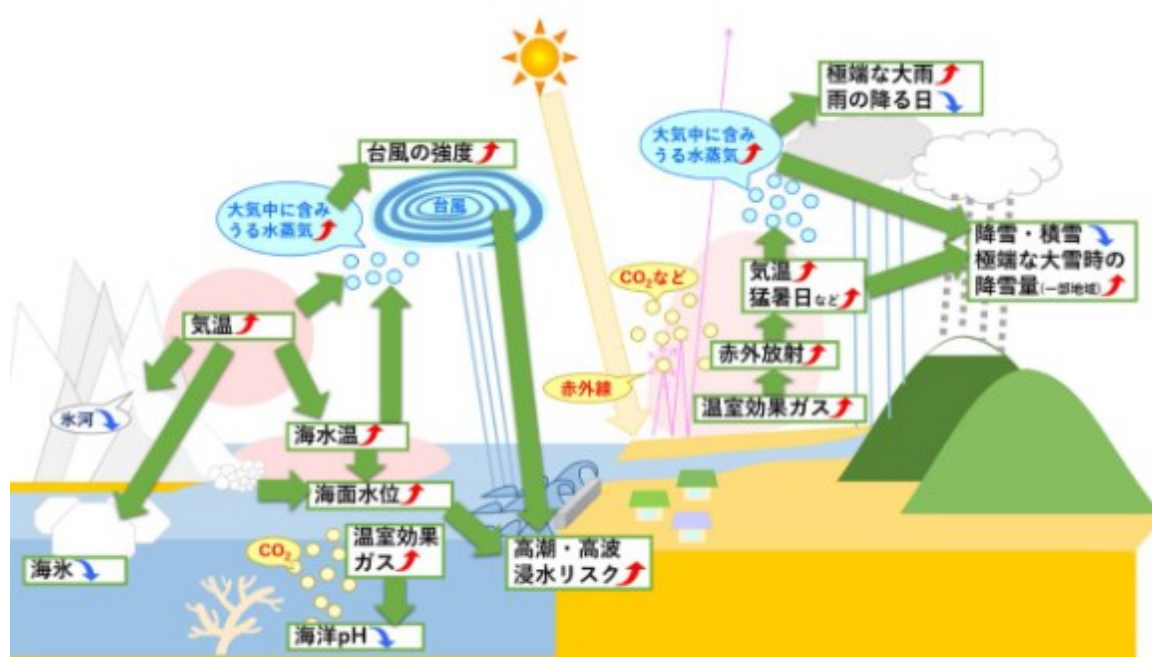 極端な大雨
雨の降る日
大気中に含み
うる水蒸気
台風の強度
台風
大気中に含み
うる水蒸気
降雪・積雪
極端な大雪時の
降雪量(一部地域)
CO₂など
気温
猛暑日など
気温
赤外放射
赤外線
温室効果ガス
氷河
海水温
海面水位
温室効果
ガス
CO₂
高潮・高波
浸水リスク
海氷
海洋pH